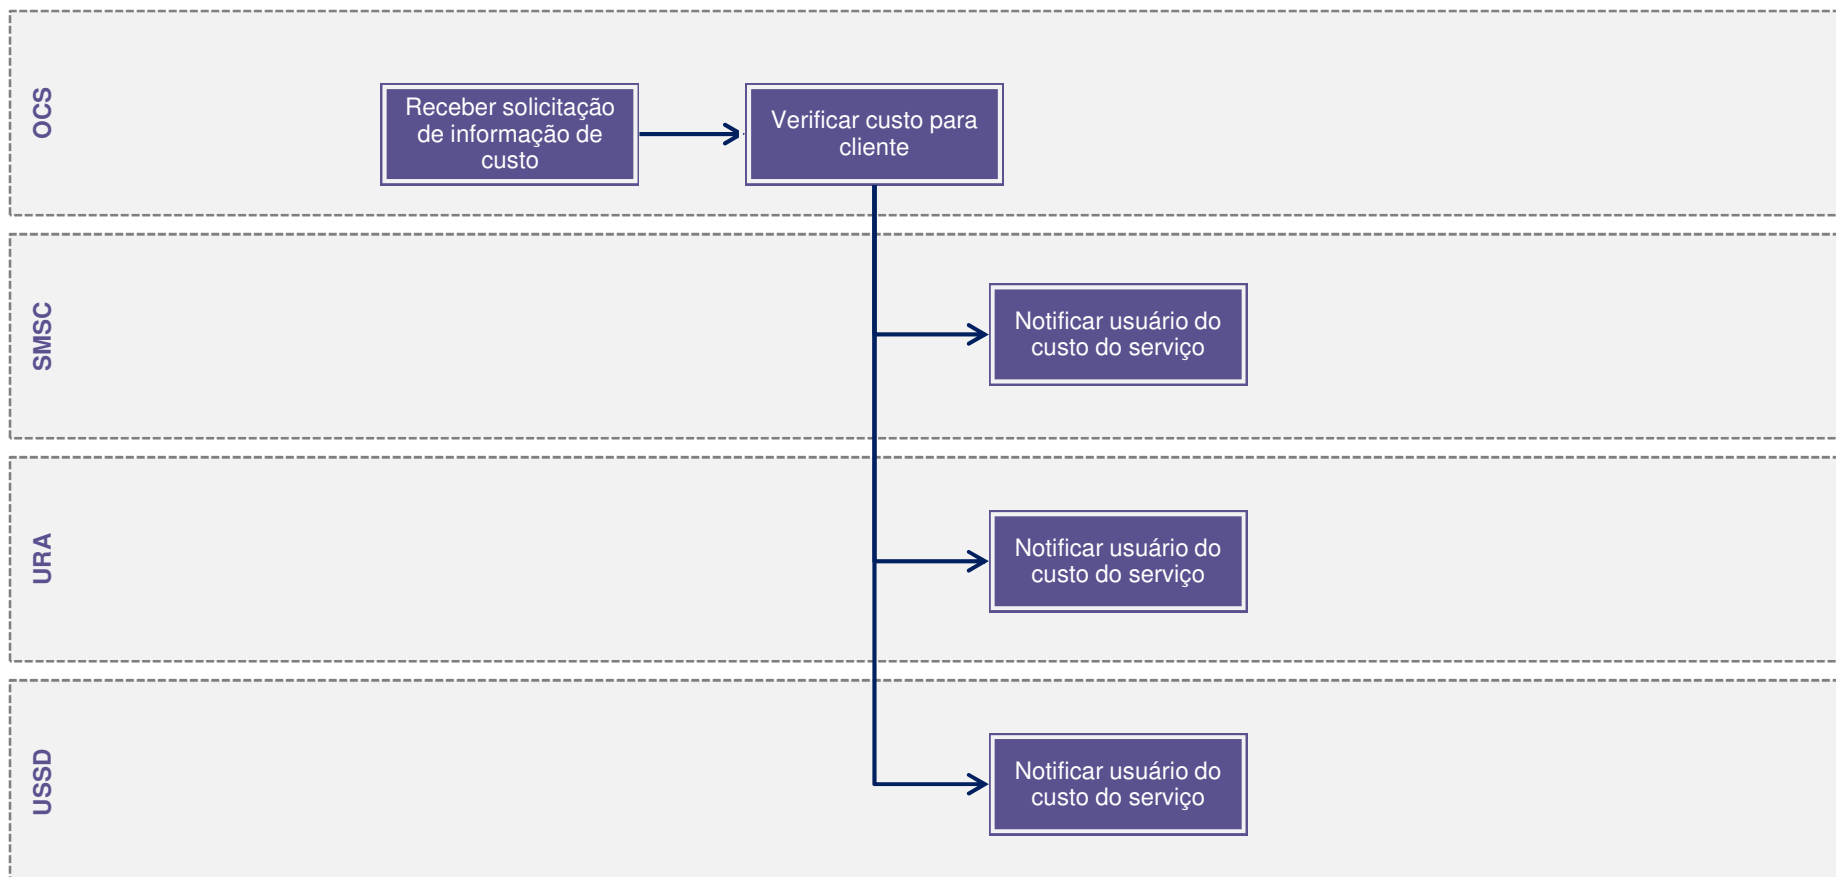 OCS
Receber solicitação
de informação de
custo
Verificar custo para
cliente
SMSC
Notificar usuário do
custo do serviço
URA
Notificar usuário do
custo do serviço
USSD
Notificar usuário do
custo do serviço